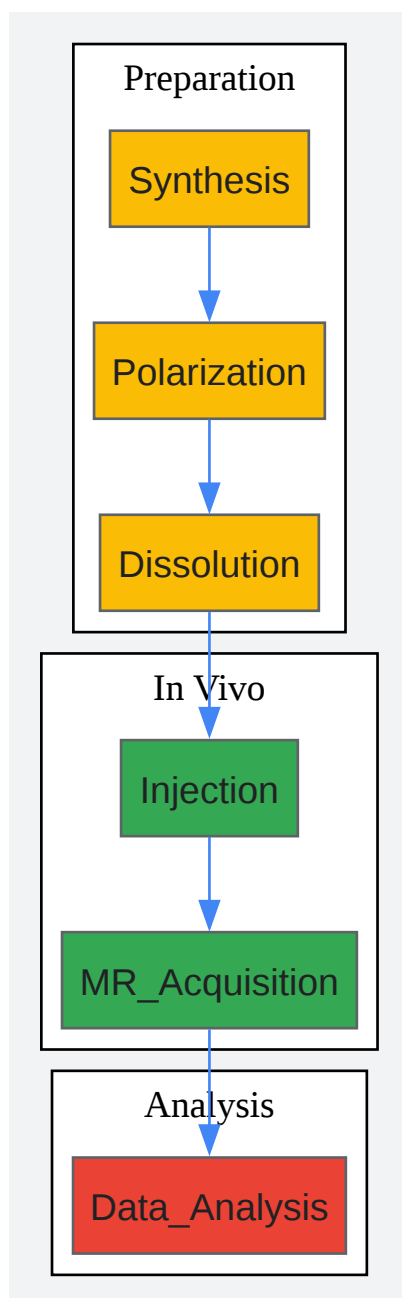 Preparation
Synthesis
Polarization
Dissolution
In Vivo
Injection
MR_Acquisition
Analysis
Data_Analysis